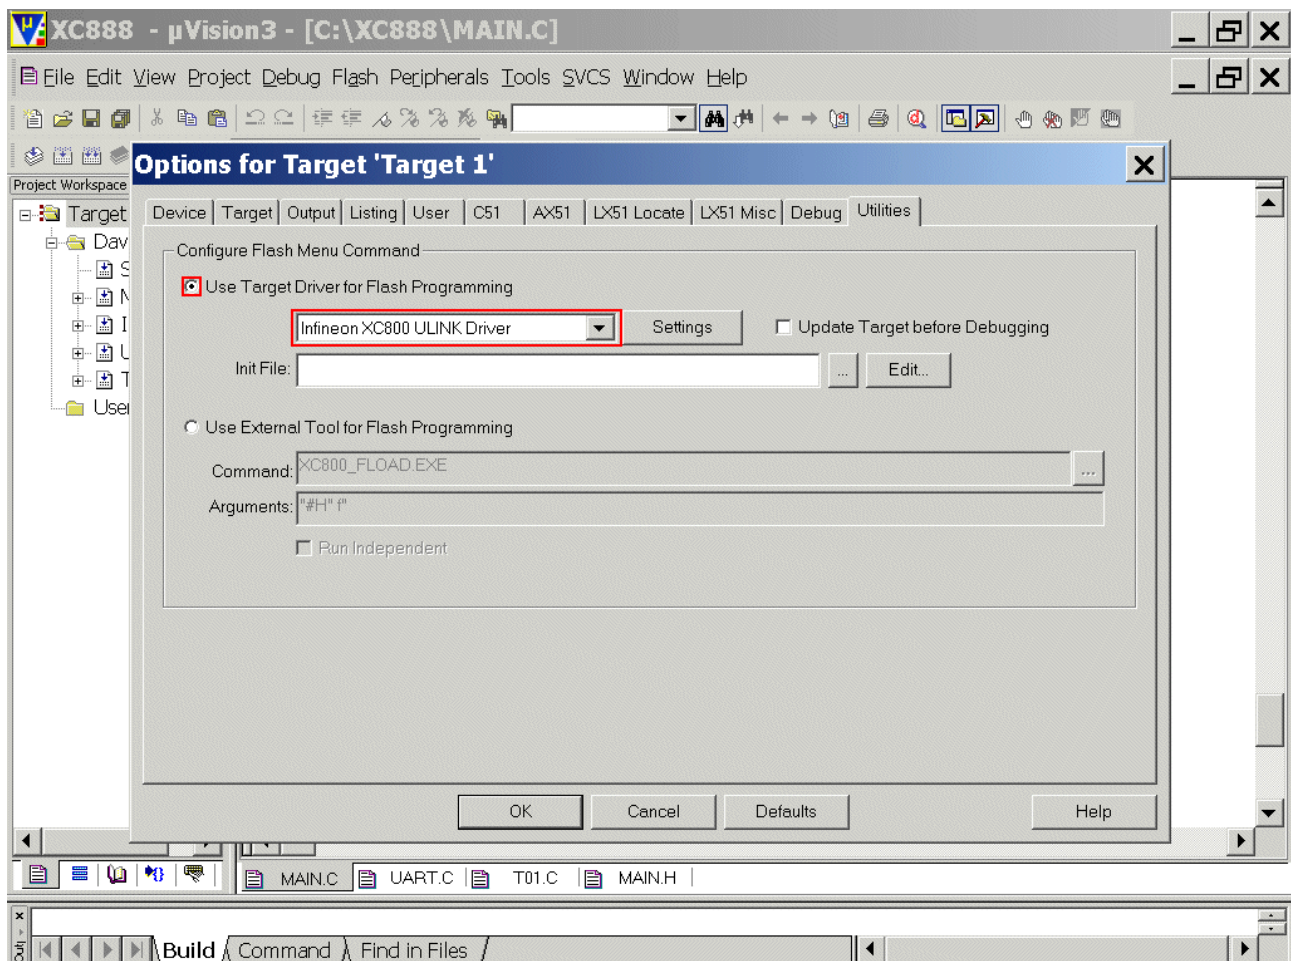 XC888 - µVision3 - [C:\XC888\MAIN.C]
File Edit View Project Debug Flash Peripherals Tools SVCS Window Help
Options for Target 'Target 1'
Project Workspace
Device Target Output Listing User C51 AX51 LX51 Locate LX51 Misc Debug Utilities
Target
Dav
Configure Flash Menu Command
S
Use Target Driver for Flash Programming
N
Infineon XC800 ULINK Driver Settings Update Target before Debugging
I
U
Init File: ... Edit...
T
User
Use External Tool for Flash Programming
Command: XC800_FLOAD.EXE ...
Arguments: "#H" f"
Run Independent
OK Cancel Defaults Help
MAIN.C UART.C T01.C MAIN.H
Build Command Find in Files